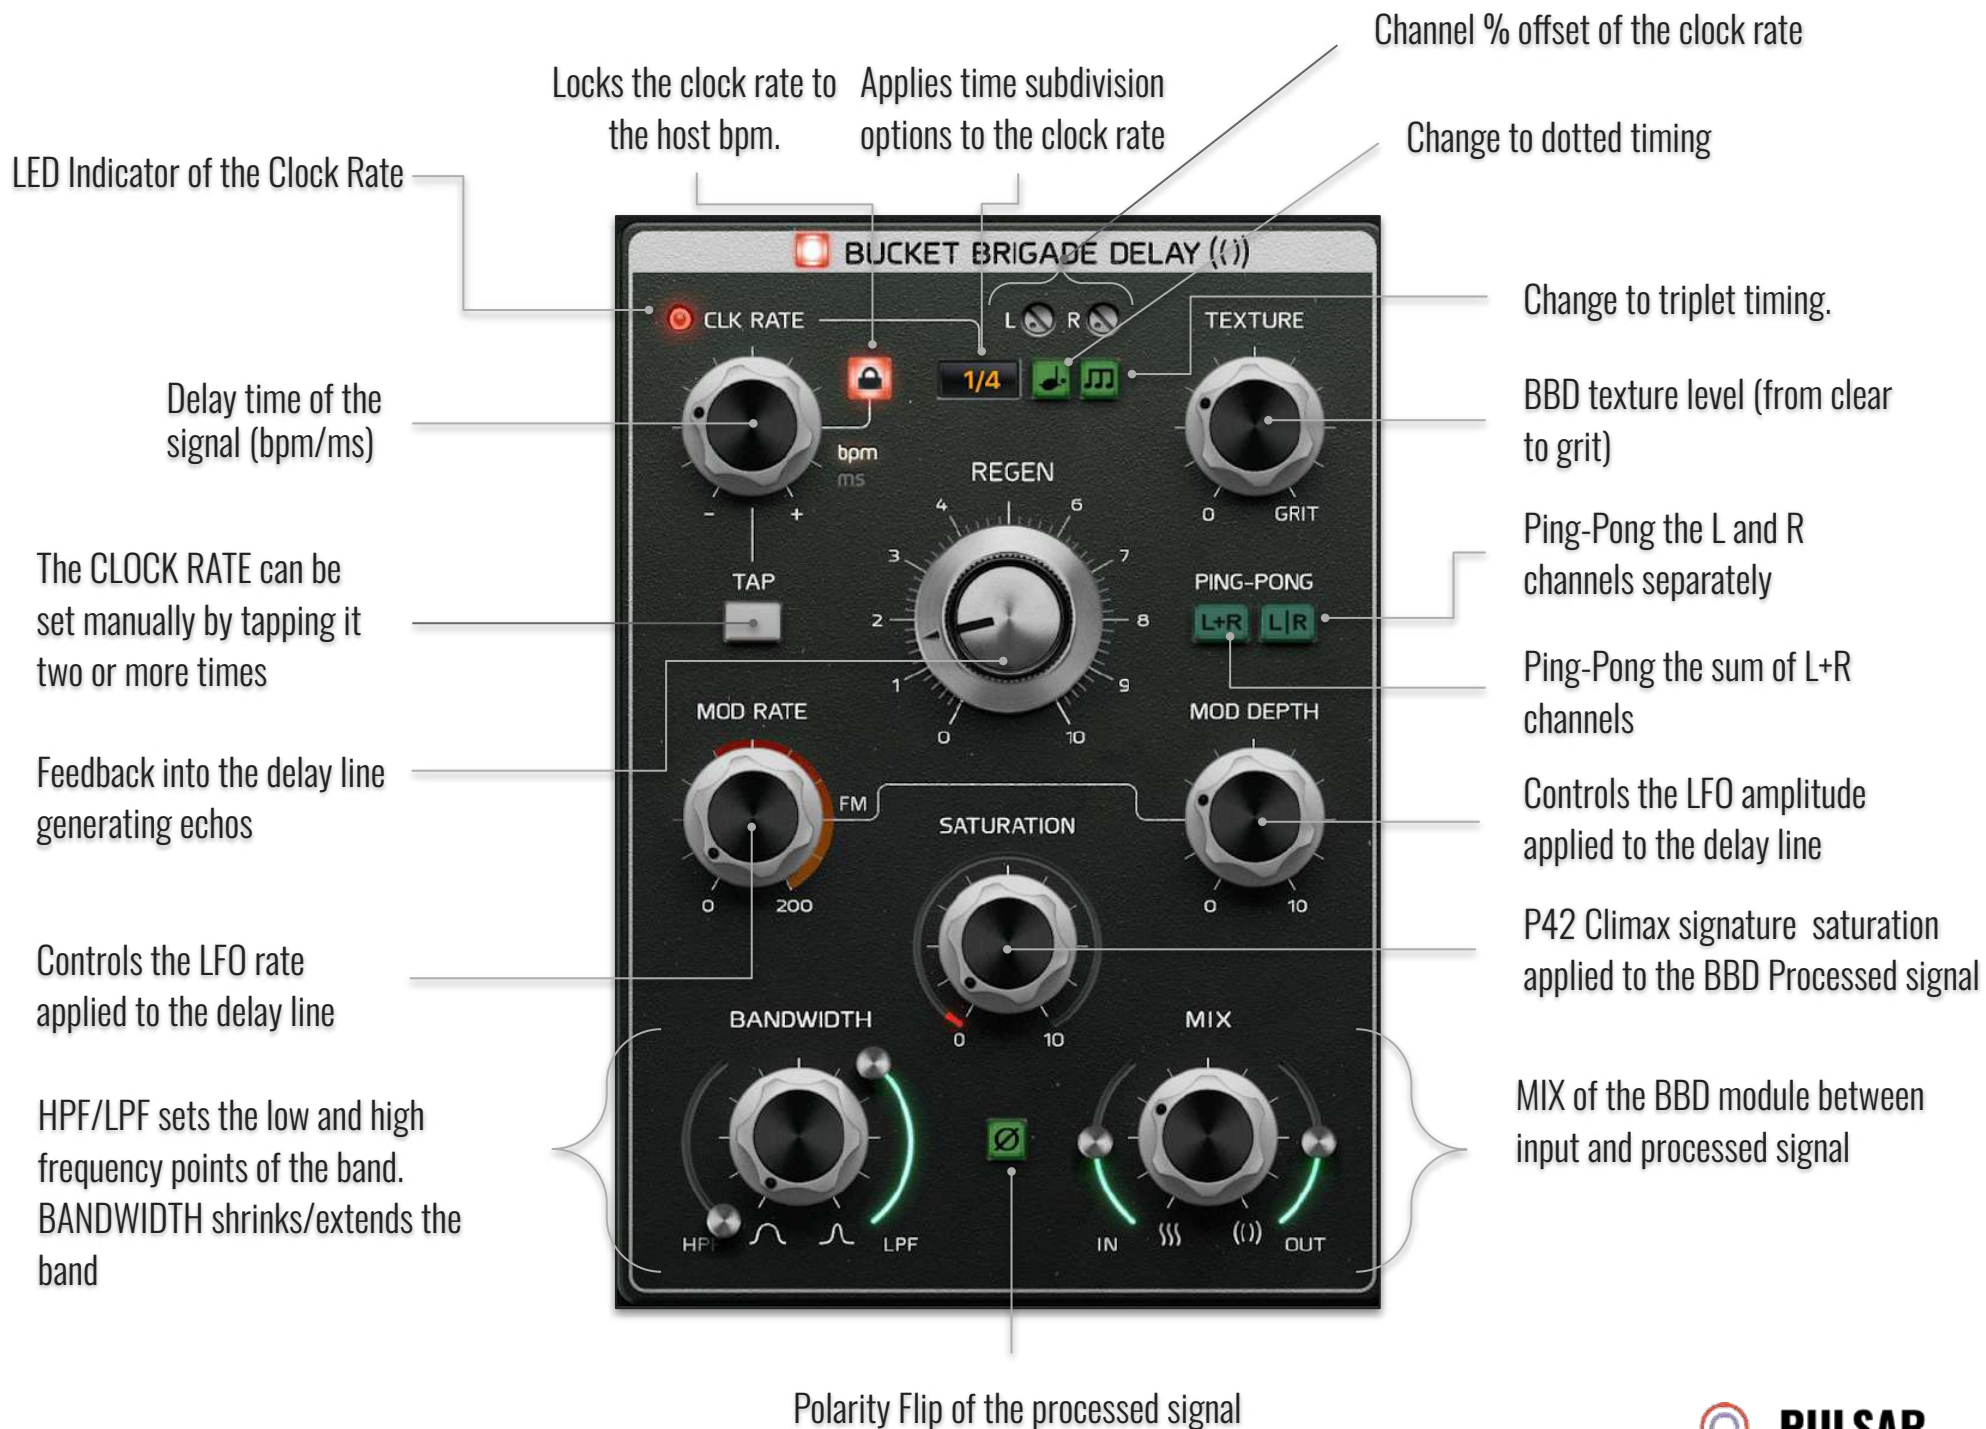 Channel % offset of the clock rate
Locks the clock rate to
the host bpm.
Applies time subdivision
options to the clock rate
Change to dotted timing
LED Indicator of the Clock Rate
BUCKET BRIGADE DELAY
CLK RATE
L
R
TEXTURE
Change to triplet timing.
1/4
Delay time of the
signal (bpm/ms)
BBD texture level (from clear
to grit)
bpm
ms
REGEN
- +
0 GRIT
4
6
3
7
2
8
1
9
0
10
Ping-Pong the L and R
channels separately
The CLOCK RATE can be
set manually by tapping it
two or more times
TAP
PING-PONG
L+R
L|R
Ping-Pong the sum of L+R
channels
MOD RATE
MOD DEPTH
Feedback into the delay line
generating echos
FM
SATURATION
Controls the LFO amplitude
applied to the delay line
0 200
0 10
P42 Climax signature saturation
applied to the BBD Processed signal
Controls the LFO rate
applied to the delay line
BANDWIDTH
0 10
MIX
HPF/LPF sets the low and high
frequency points of the band.
BANDWIDTH shrinks/extends the
band
MIX of the BBD module between
input and processed signal
Ø
HPF
LPF
IN
OUT
Polarity Flip of the processed signal
PULSAR